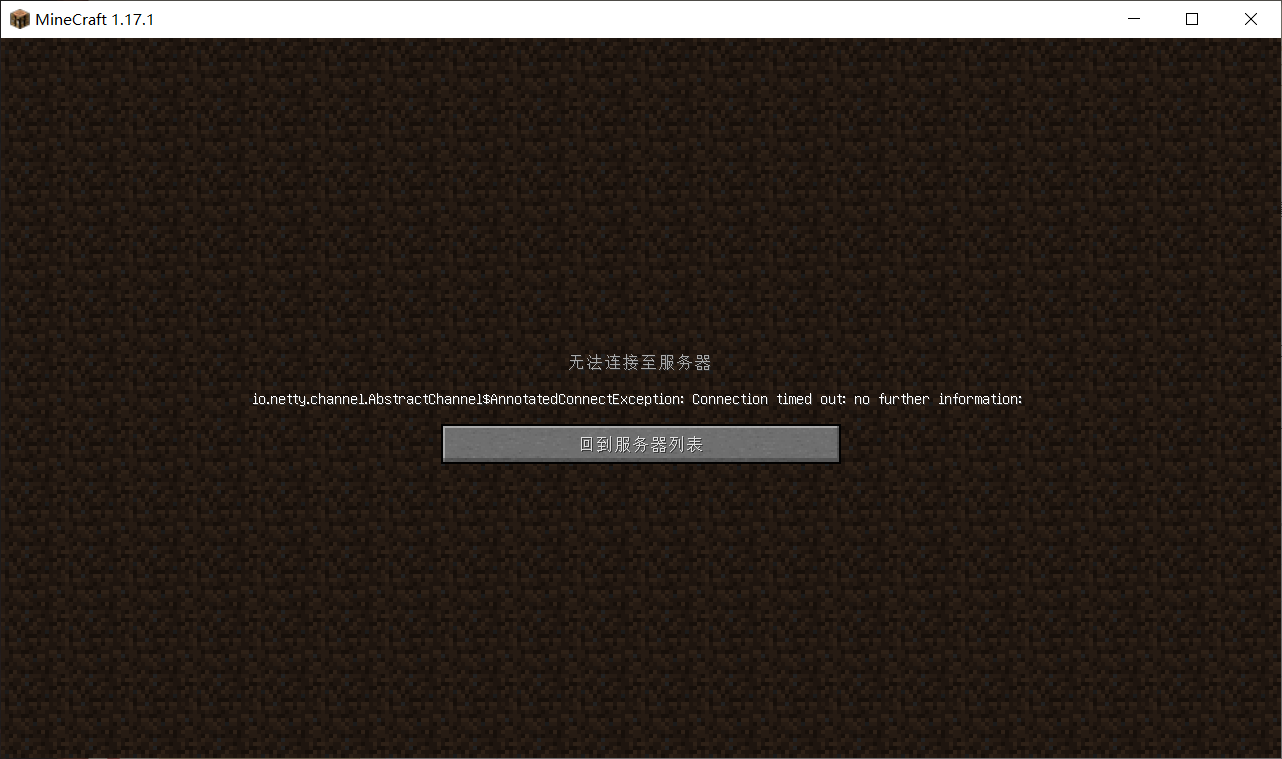 MineCraft 1.17.1
无法连接至服务器
io.netty.channel.AbstractChannel$AnnotatedConnectException: Connection timed out: no further information:
回到服务器列表